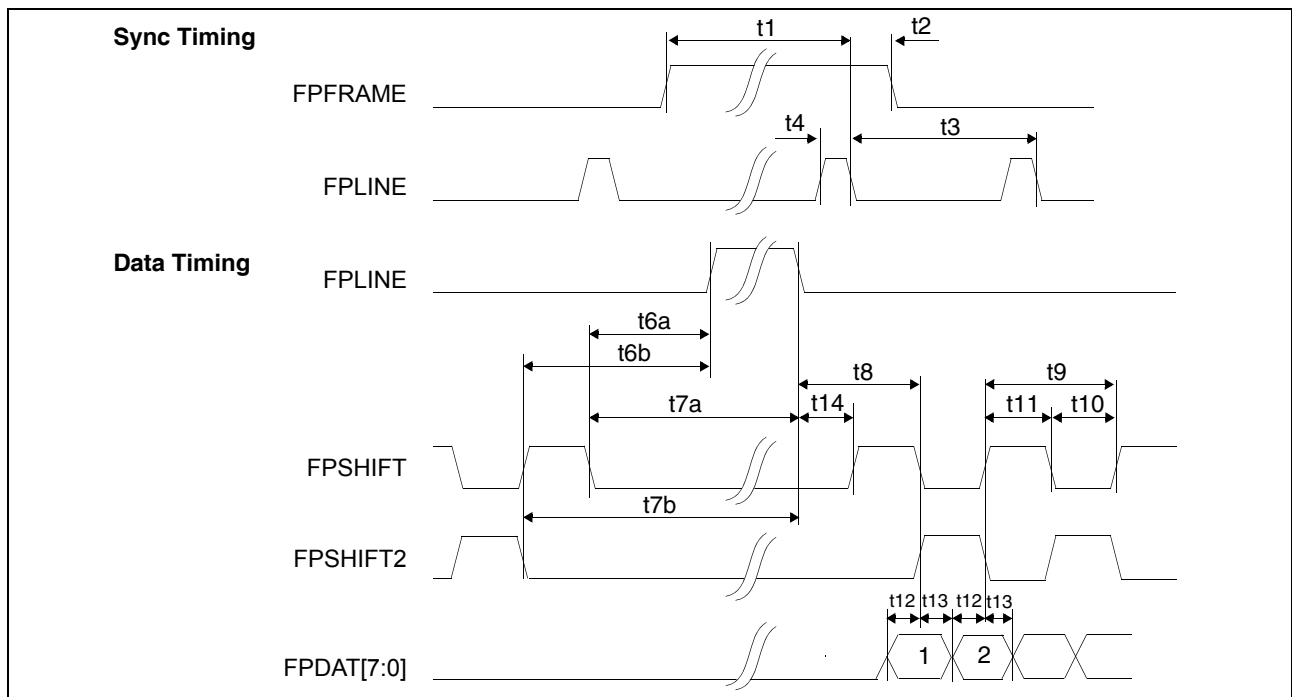 Sync Timing
t1
t2
FPFRAME
t4
t3
FPLINE
Data Timing
FPLINE
t6a
t6b
t8
t9
t7a
t14
t11
t10
FPSHIFT
t7b
FPSHIFT2
t12
t13
t12
t13
1
2
FPDAT[7:0]